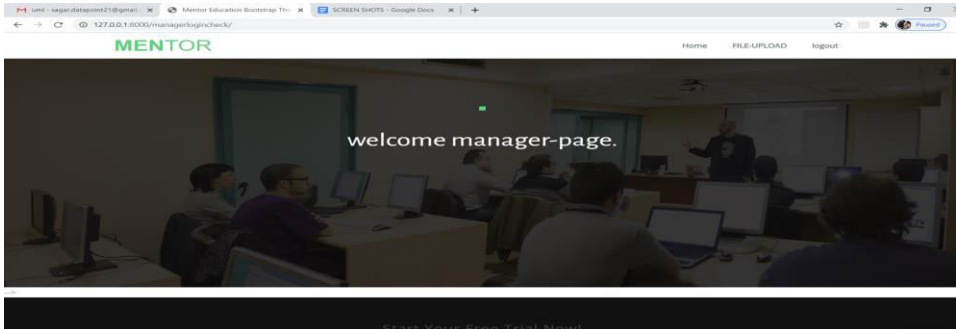 uml - sagar.datapoint21@gmail.c
Mentor Education Bootstrap The
SCREEN SHOTS - Google Docs
127.0.0.1:8000/managerlogincheck/
Paused
MENTOR
Home FILE-UPLOAD logout
welcome manager-page.
-->
Start Your Free Trial Now!